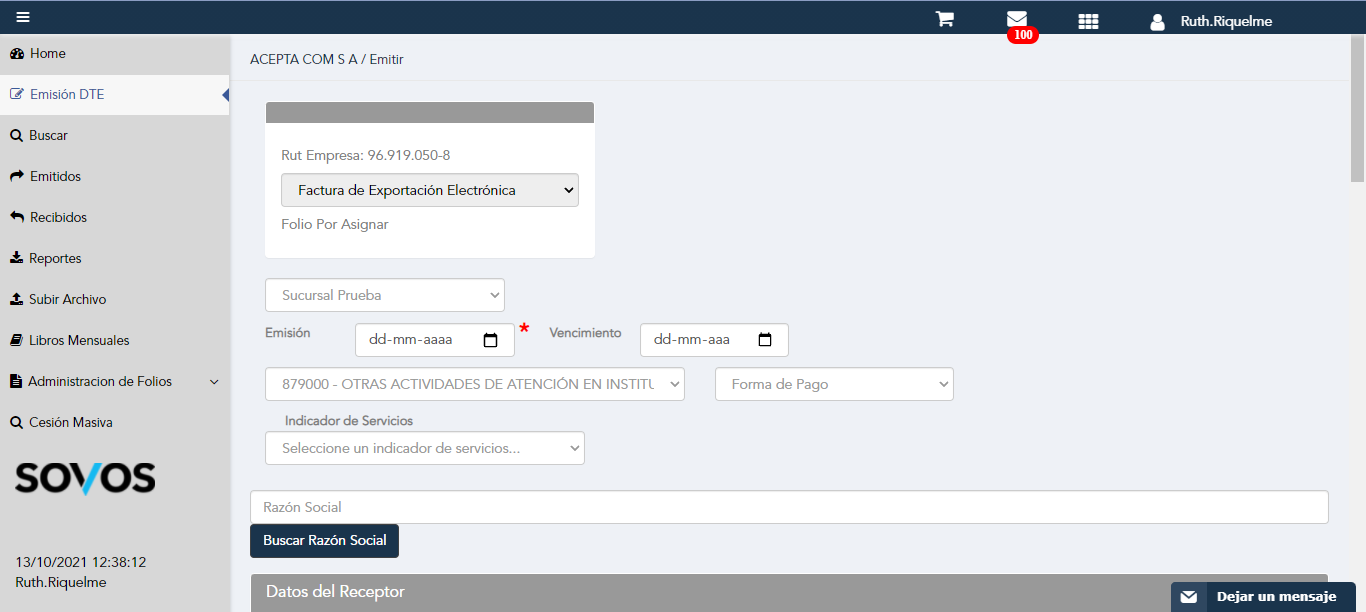 Ruth.Riquelme
100
Home
ACEPTA COM S A / Emitir
Emisión DTE
Buscar
Emitidos
Recibidos
Reportes
Subir Archivo
Libros Mensuales
Administracion de Folios
Cesión Masiva
SOVOS
13/10/2021 12:38:12
Ruth.Riquelme
Rut Empresa: 96.919.050-8
Factura de Exportación Electrónica
Folio Por Asignar
Sucursal Prueba
Emisión dd-mm-aaaa * Vencimiento dd-mm-aaa
879000 - OTRAS ACTIVIDADES DE ATENCIÓN EN INSTITU Forma de Pago
Indicador de Servicios
Seleccione un indicador de servicios...
Razón Social
Buscar Razón Social
Datos del Receptor
Dejar un mensaje